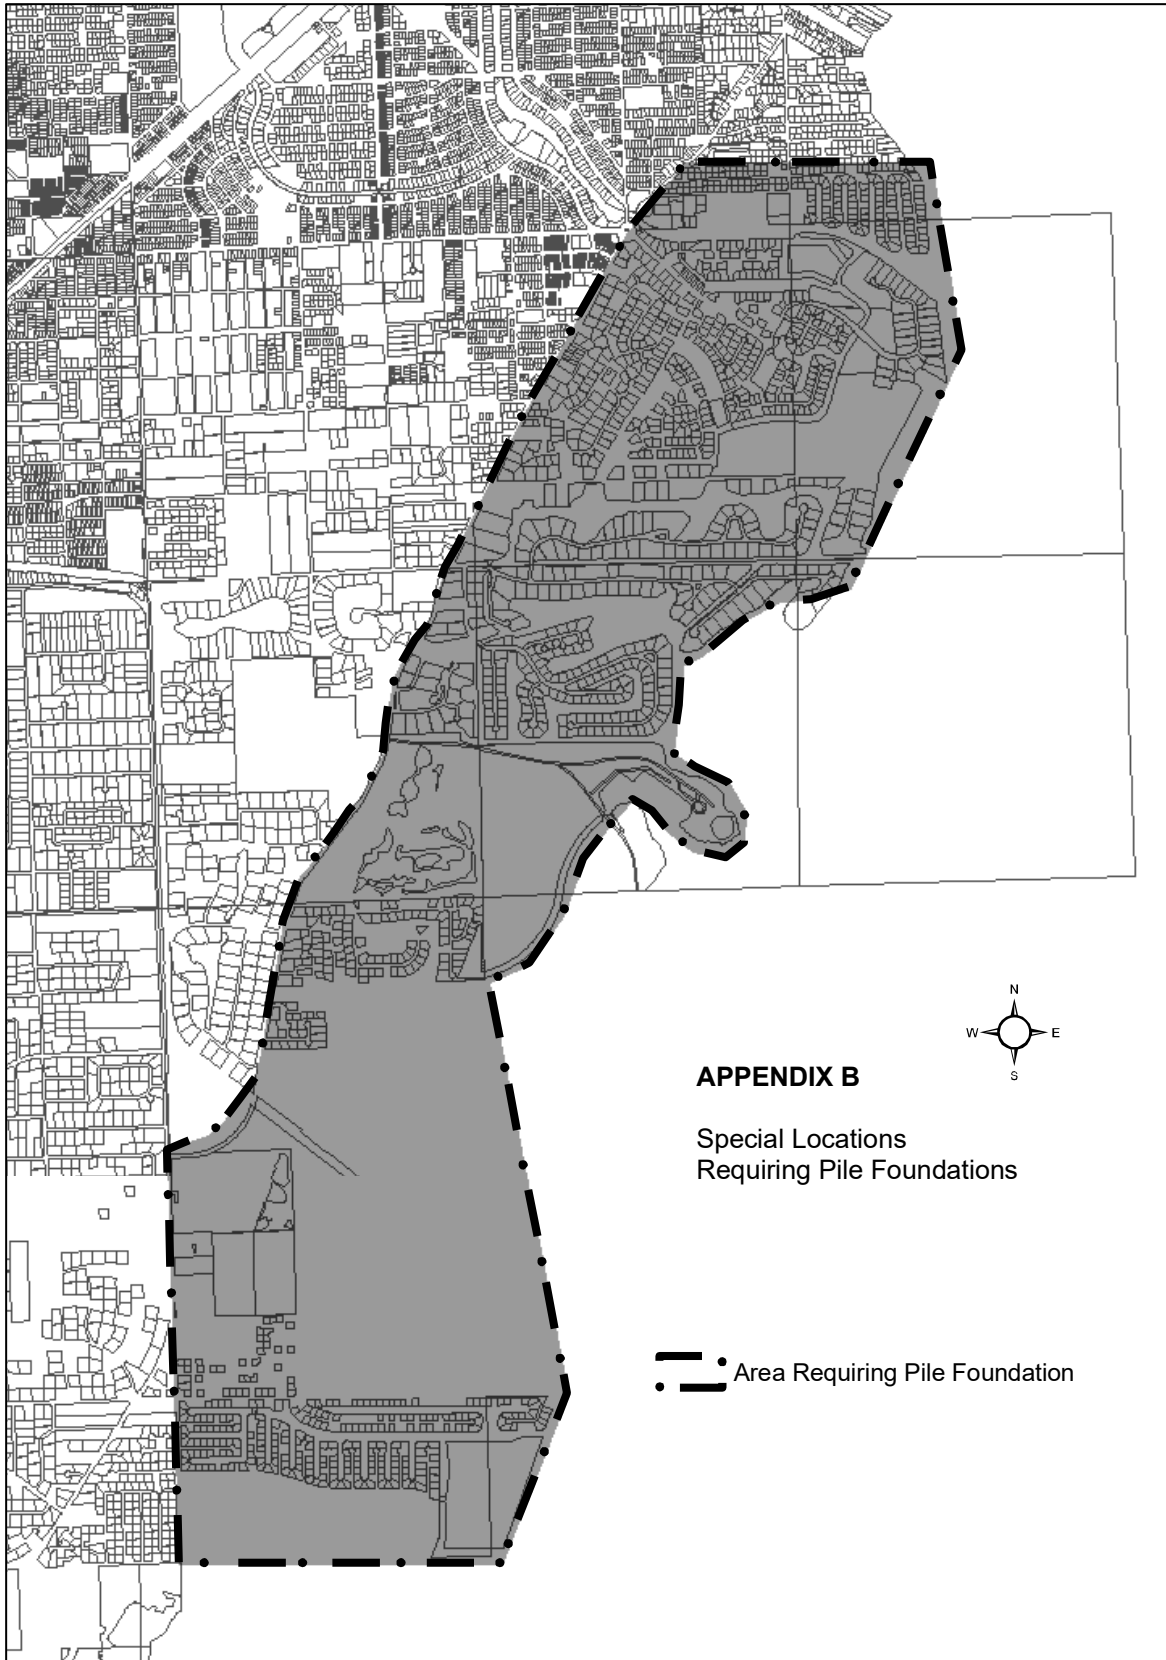 N
W E
S
APPENDIX B
Special Locations
Requiring Pile Foundations
Area Requiring Pile Foundation